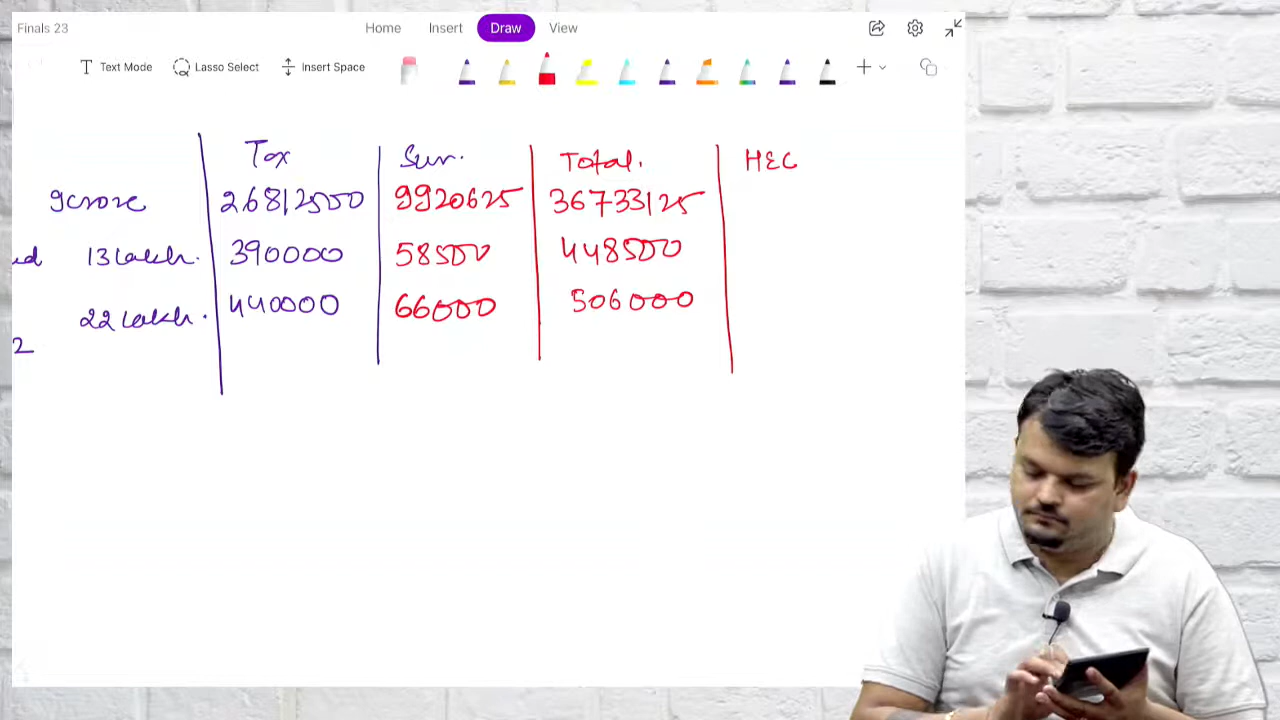 Finals 23
Home Insert Draw View
Text Mode Lasso Select Insert Space
Tax Sur. Total. HEC
9crore 26812500 9920625 36733125
13Lakh. 390000 58500 448500
22Lakh. 440000 66000 506000
2